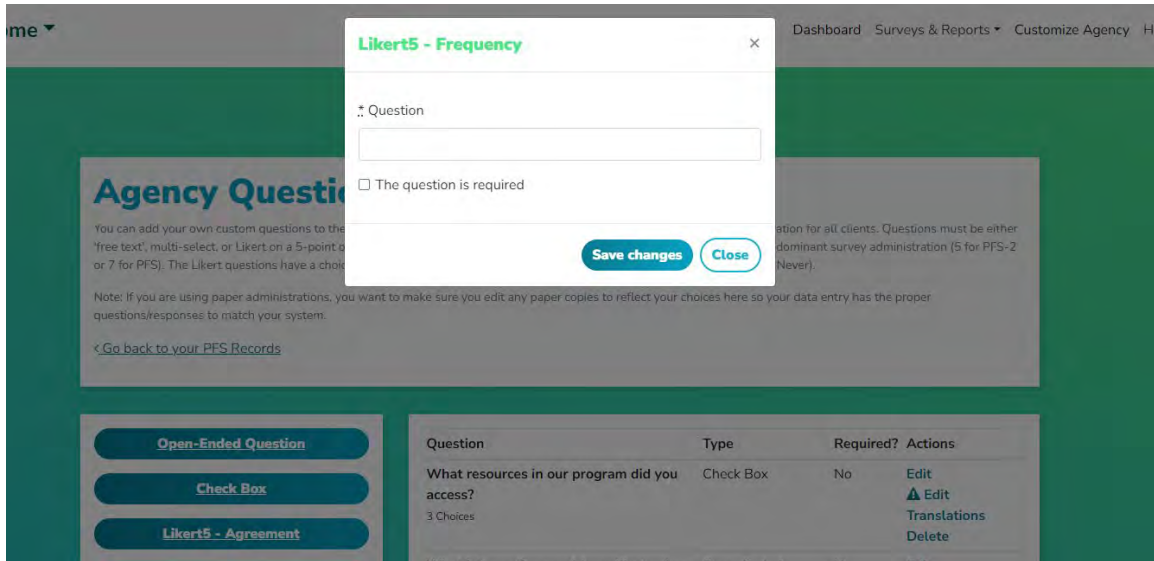 ome
Dashboard Surveys & Reports Customize Agency H
Likert5 - Frequency ×
* Question
The question is required
Save changes Close
Agency Questi
You can add your own custom questions to the ation for all clients. Questions must be either
'free text', multi-select, or Likert on a 5-point o dominant survey administration (5 for PFS-2
or 7 for PFS). The Likert questions have a choic Never).
Note: If you are using paper administrations, you want to make sure you edit any paper copies to reflect your choices here so your data entry has the proper
questions/responses to match your system.
< Go back to your PFS Records
Open-Ended Question
Check Box
Likert5 - Agreement
Question Type Required? Actions
What resources in our program did you Check Box No Edit
access? Edit
3 Choices Translations
Delete